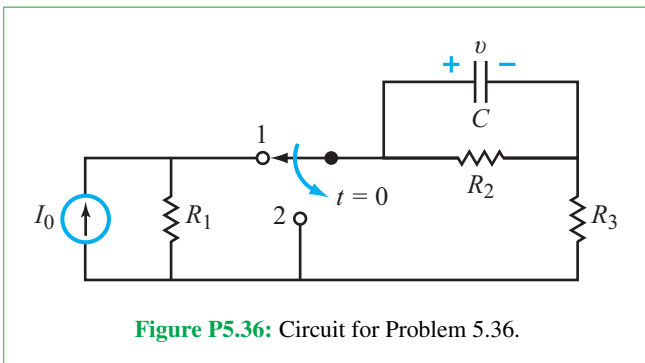 + υ −
C
1
R2
t = 0
I0
R1
2
R3
Figure P5.36: Circuit for Problem 5.36.